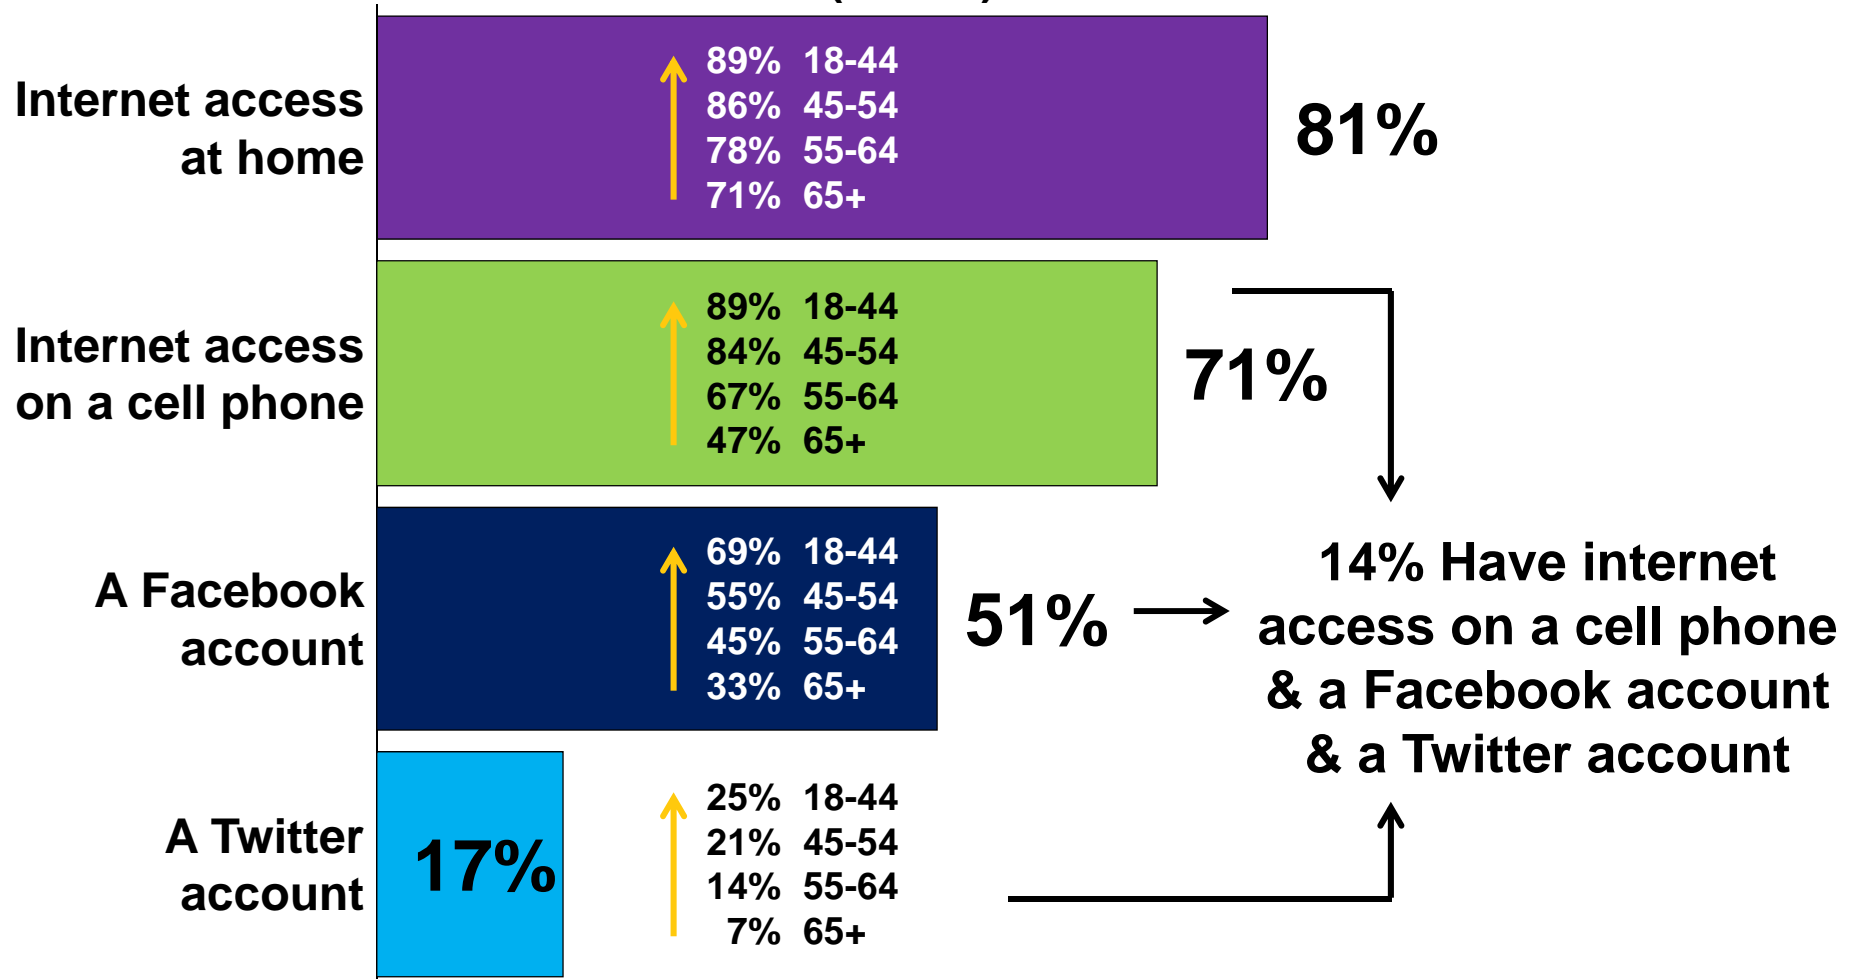 Internet access
at home
89% 18-44
86% 45-54
78% 55-64
71% 65+
81%
Internet access
on a cell phone
89% 18-44
84% 45-54
67% 55-64
47% 65+
71%
A Facebook
account
69% 18-44
55% 45-54
45% 55-64
33% 65+
51%
14% Have internet
access on a cell phone
& a Facebook account
& a Twitter account
A Twitter
account
17%
25% 18-44
21% 45-54
14% 55-64
7% 65+